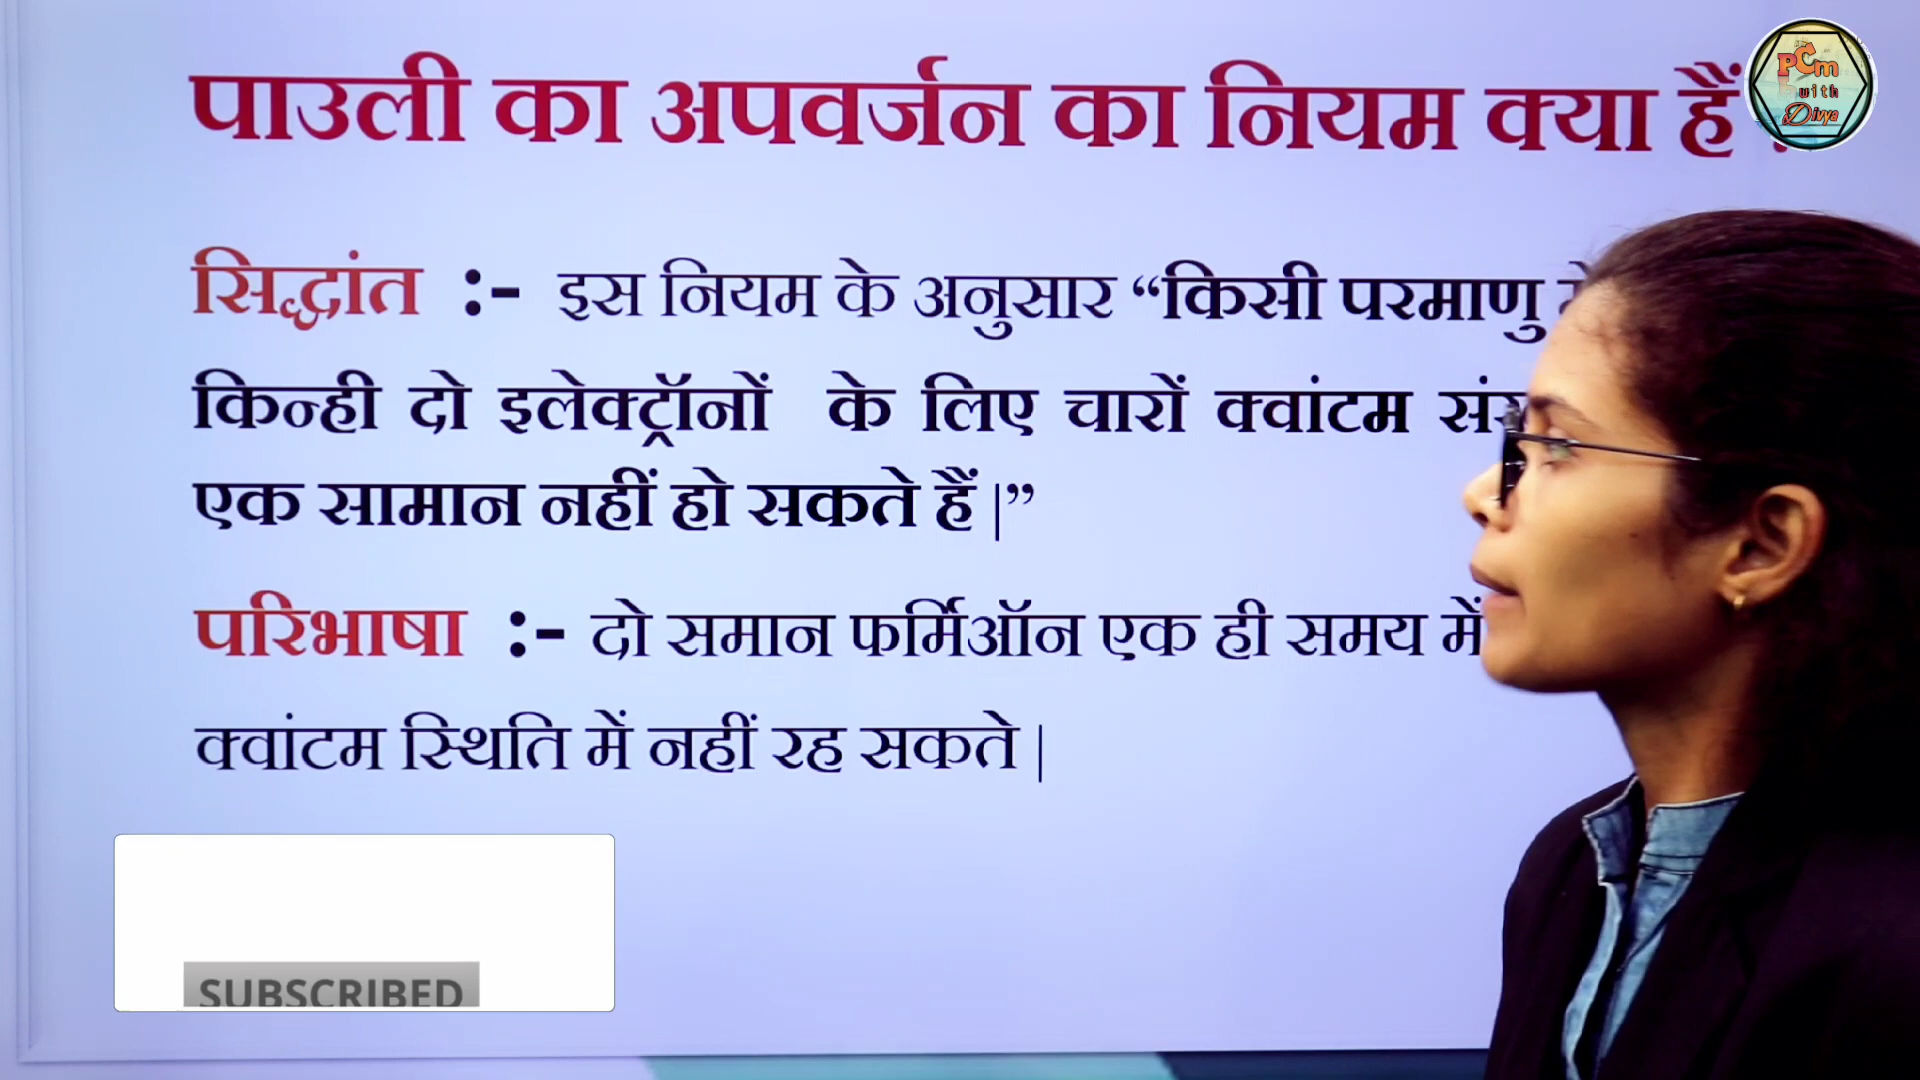 पाउली का अपवर्जन का नियम क्या हैं
PCm
with
Divya
सिद्धांत :- इस नियम के अनुसार “किसी परमाणु
किन्ही दो इलेक्ट्रॉनों के लिए चारों क्वांटम
एक सामान नहीं हो सकते हैं |”
परिभाषा :- दो समान फर्मिऑन एक ही समय में
क्वांटम स्थिति में नहीं रह सकते |
SUBSCRIBED